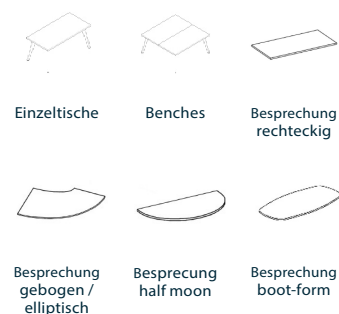 Einzeltische
Benches
Besprechung
rechteckig
Besprechung
gebogen /
elliptisch
Besprecung
half moon
Besprechung
boot-form